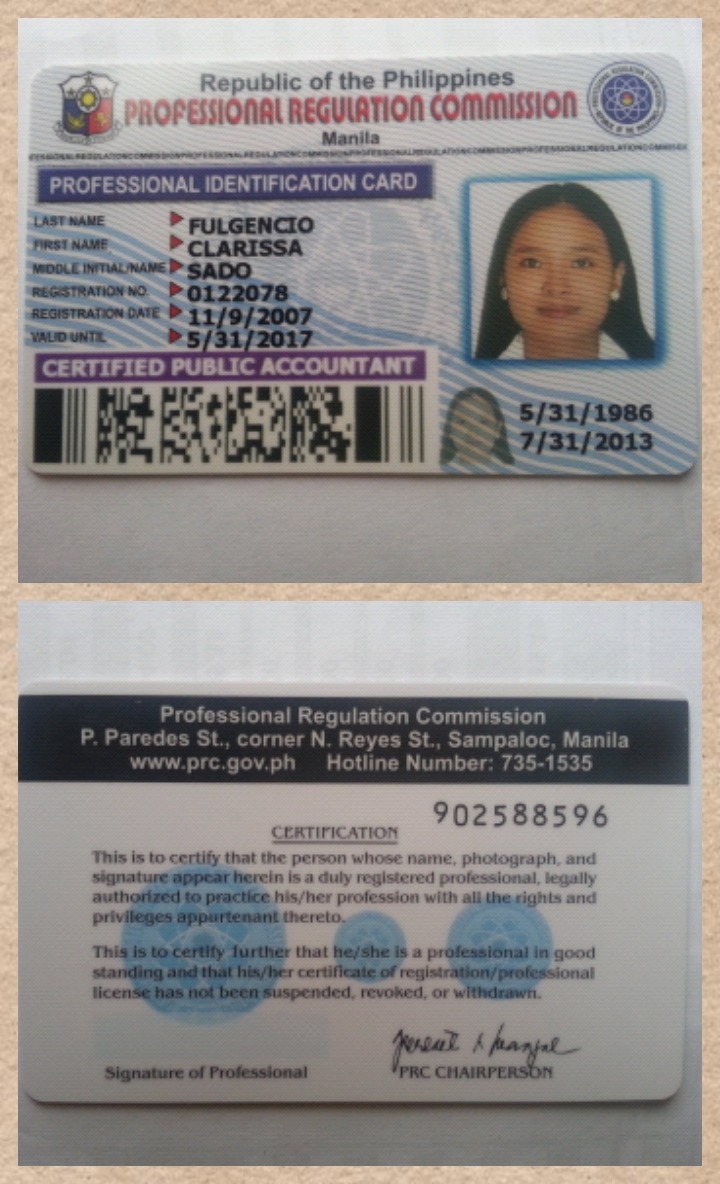 Republic of the Philippines
PROFESSIONAL REGULATION COMMISSION
Manila
PROFESSIONAL IDENTIFICATION CARD
LAST NAME FULGENCIO
FIRST NAME CLARISSA
MIDDLE INITIAL/NAME SADO
REGISTRATION NO. 0122078
REGISTRATION DATE 11/9/2007
VALID UNTIL 5/31/2017
CERTIFIED PUBLIC ACCOUNTANT
5/31/1986
7/31/2013
Professional Regulation Commission
P. Paredes St., corner N. Reyes St., Sampaloc, Manila
www.prc.gov.ph Hotline Number: 735-1535
902588596
CERTIFICATION
This is to certify that the person whose name, photograph, and
signature appear herein is a duly registered professional, legally
authorized to practice his/her profession with all the rights and
privileges appurtenant thereto.
This is to certify further that he/she is a professional in good
standing and that his/her certificate of registration/professional
license has not been suspended, revoked, or withdrawn.
Signature of Professional
PRC CHAIRPERSON